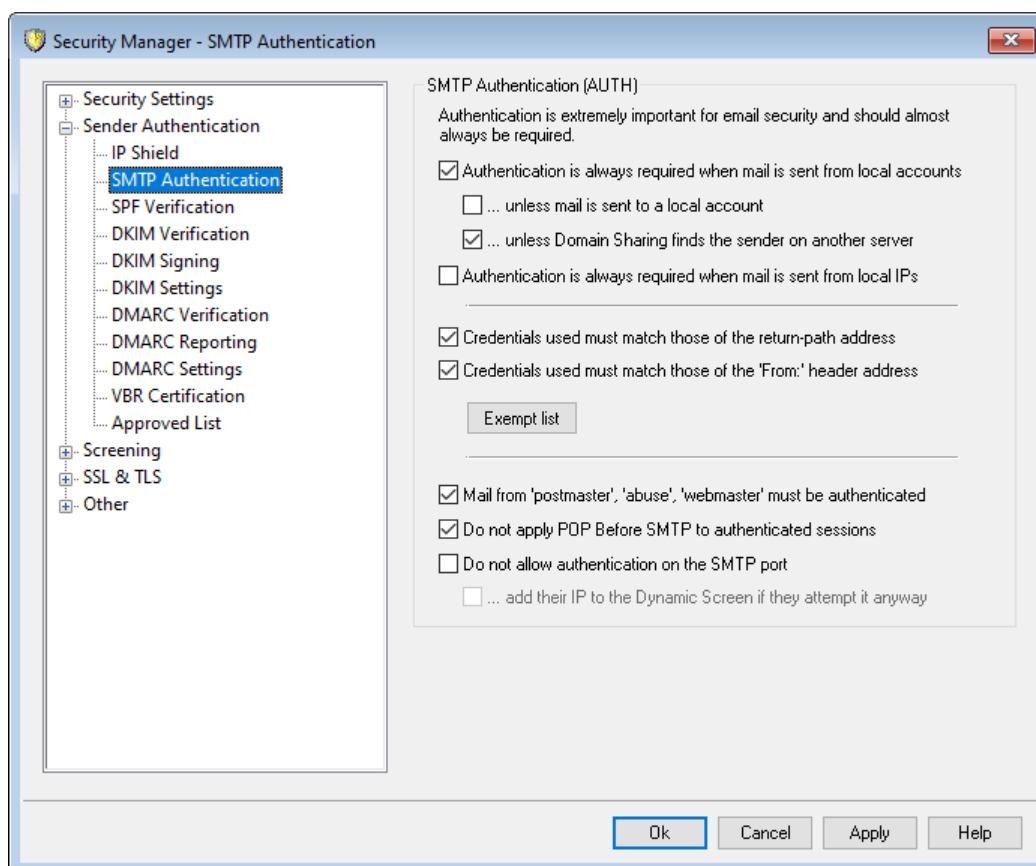 Security Manager - SMTP Authentication
Security Settings
Sender Authentication
IP Shield
SMTP Authentication
SPF Verification
DKIM Verification
DKIM Signing
DKIM Settings
DMARC Verification
DMARC Reporting
DMARC Settings
VBR Certification
Approved List
Screening
SSL & TLS
Other
SMTP Authentication (AUTH)
Authentication is extremely important for email security and should almost
always be required.
Authentication is always required when mail is sent from local accounts
... unless mail is sent to a local account
... unless Domain Sharing finds the sender on another server
Authentication is always required when mail is sent from local IPs
Credentials used must match those of the return-path address
Credentials used must match those of the 'From:' header address
Exempt list
Mail from 'postmaster', 'abuse', 'webmaster' must be authenticated
Do not apply POP Before SMTP to authenticated sessions
Do not allow authentication on the SMTP port
... add their IP to the Dynamic Screen if they attempt it anyway
Ok
Cancel
Apply
Help